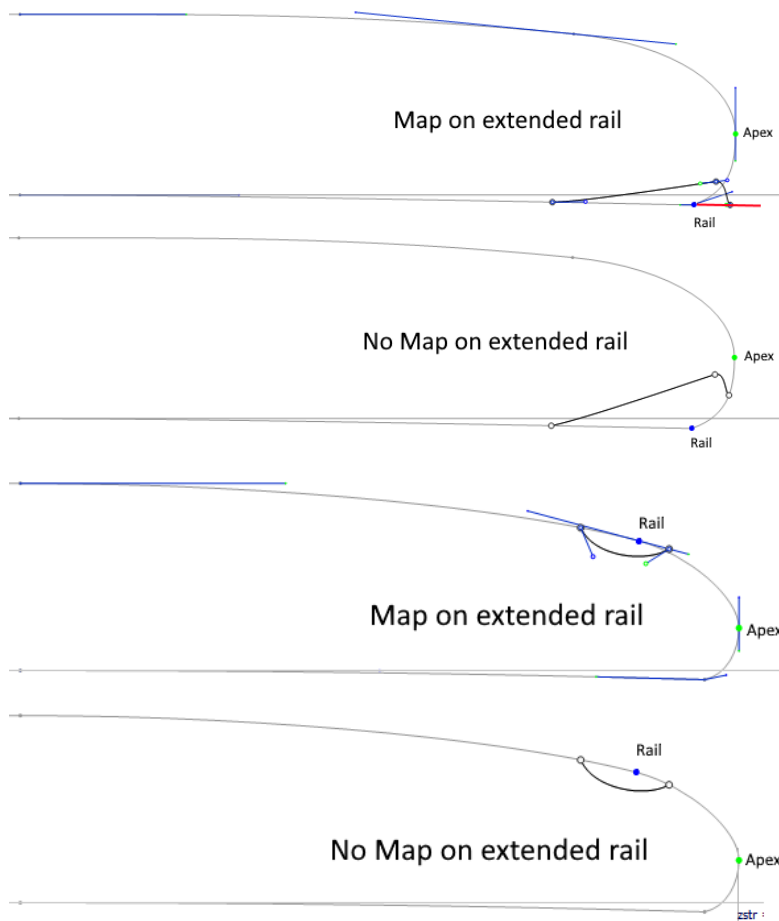 Map on extended rail
Apex
Rail
No Map on extended rail
Apex
Rail
Rail
Map on extended rail
Apex
Rail
No Map on extended rail
Apex
zstr :